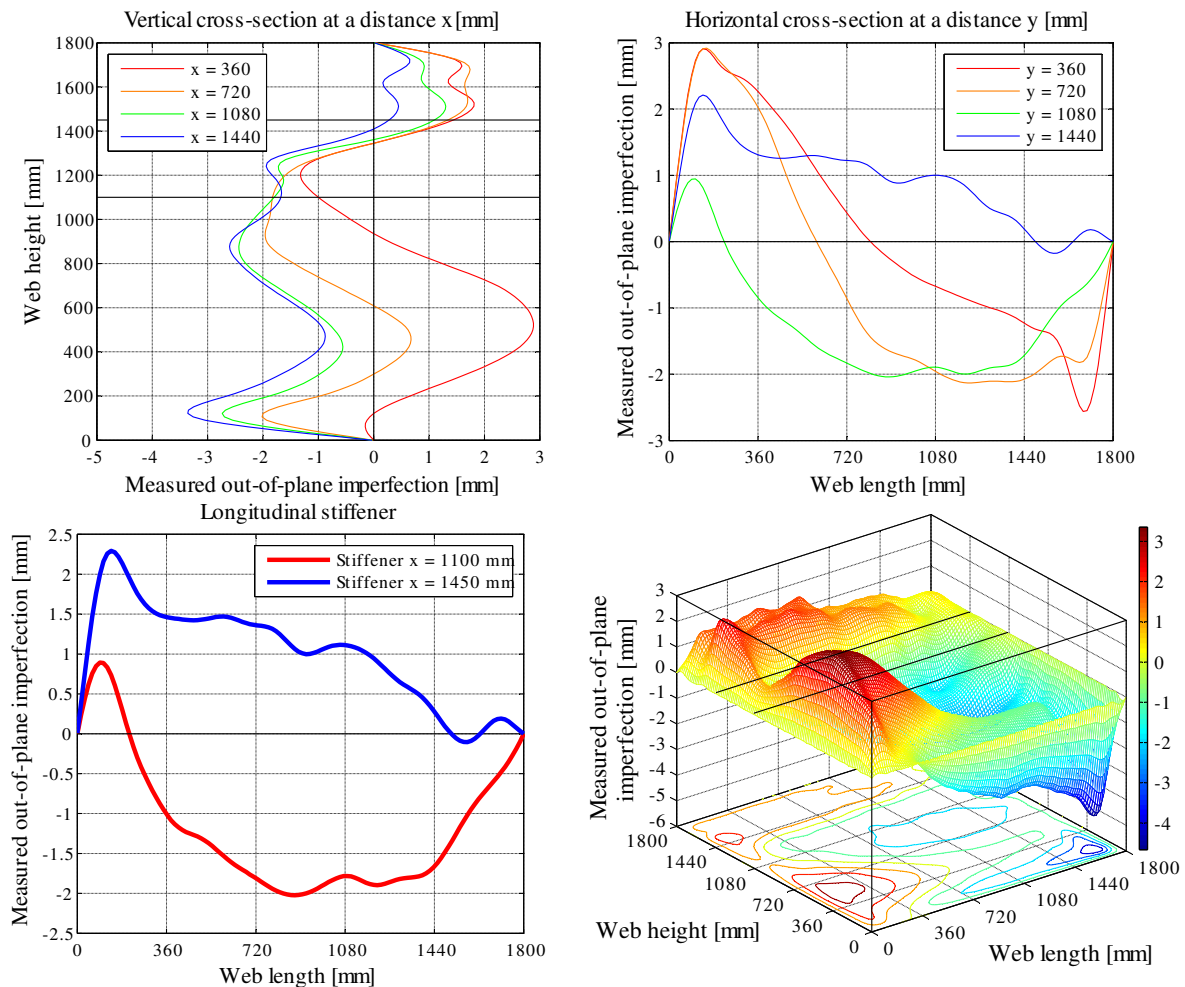 Vertical cross-section at a distance x [mm]
1800
1600
1400
1200
1000
800
600
400
200
0
Web height [mm]
x = 360
x = 720
x = 1080
x = 1440
-5 -4 -3 -2 -1 0 1 2 3
Measured out-of-plane imperfection [mm]
Horizontal cross-section at a distance y [mm]
3
2
1
0
-1
-2
-3
Measured out-of-plane imperfection [mm]
y = 360
y = 720
y = 1080
y = 1440
0 360 720 1080 1440 1800
Web length [mm]
Longitudinal stiffener
2.5
2
1.5
1
0.5
0
-0.5
-1
-1.5
-2
-2.5
Measured out-of-plane imperfection [mm]
Stiffener x = 1100 mm
Stiffener x = 1450 mm
0 360 720 1080 1440 1800
Web length [mm]
3
2
1
0
-1
-2
-3
-4
-5
-6
Measured out-of-plane
imperfection [mm]
1800
1440
1080
720
360
0
Web height [mm]
0
360
720
1080
1440
1800
Web length [mm]
3
2
1
0
-1
-2
-3
-4